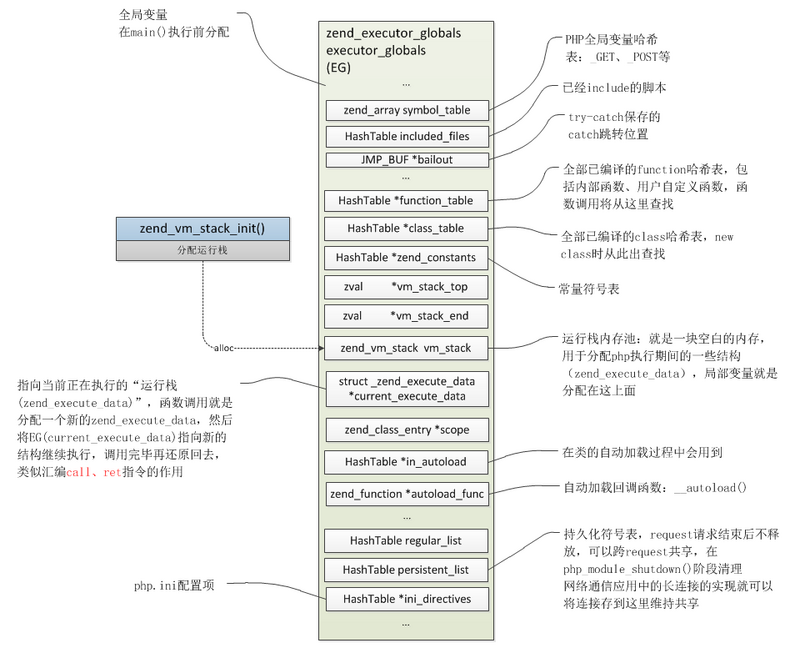 全局变量
在main()执行前分配
zend_executor_globals
executor_globals
(EG)
...
zend_array symbol_table
HashTable included_files
JMP_BUF *bailout
...
HashTable *function_table
HashTable *class_table
HashTable *zend_constants
zval *vm_stack_top
zval *vm_stack_end
zend_vm_stack vm_stack
struct _zend_execute_data
*current_execute_data
zend_class_entry *scope
HashTable *in_autoload
zend_function *autoload_func
...
HashTable regular_list
HashTable persistent_list
HashTable *ini_directives
...
zend_vm_stack_init()
分配运行栈
alloc
指向当前正在执行的“运行栈
(zend_execute_data)”，函数调用就是
分配一个新的zend_execute_data，然后
将EG(current_execute_data)指向新的
结构继续执行，调用完毕再还原回去，
类似汇编call、ret指令的作用
php.ini配置项
PHP全局变量哈希
表：_GET、_POST等
已经include的脚本
try-catch保存的
catch跳转位置
全部已编译的function哈希表，包
括内部函数、用户自定义函数，函
数调用将从这里查找
全部已编译的class哈希表，new
class时从此出查找
常量符号表
运行栈内存池：就是一块空白的内存，
用于分配php执行期间的一些结构
（zend_execute_data），局部变量就是
分配在这上面
在类的自动加载过程中会用到
自动加载回调函数：__autoload()
持久化符号表，request请求结束后不释
放，可以跨request共享，在
php_module_shutdown()阶段清理
网络通信应用中的长连接的实现就可以
将连接存到这里维持共享